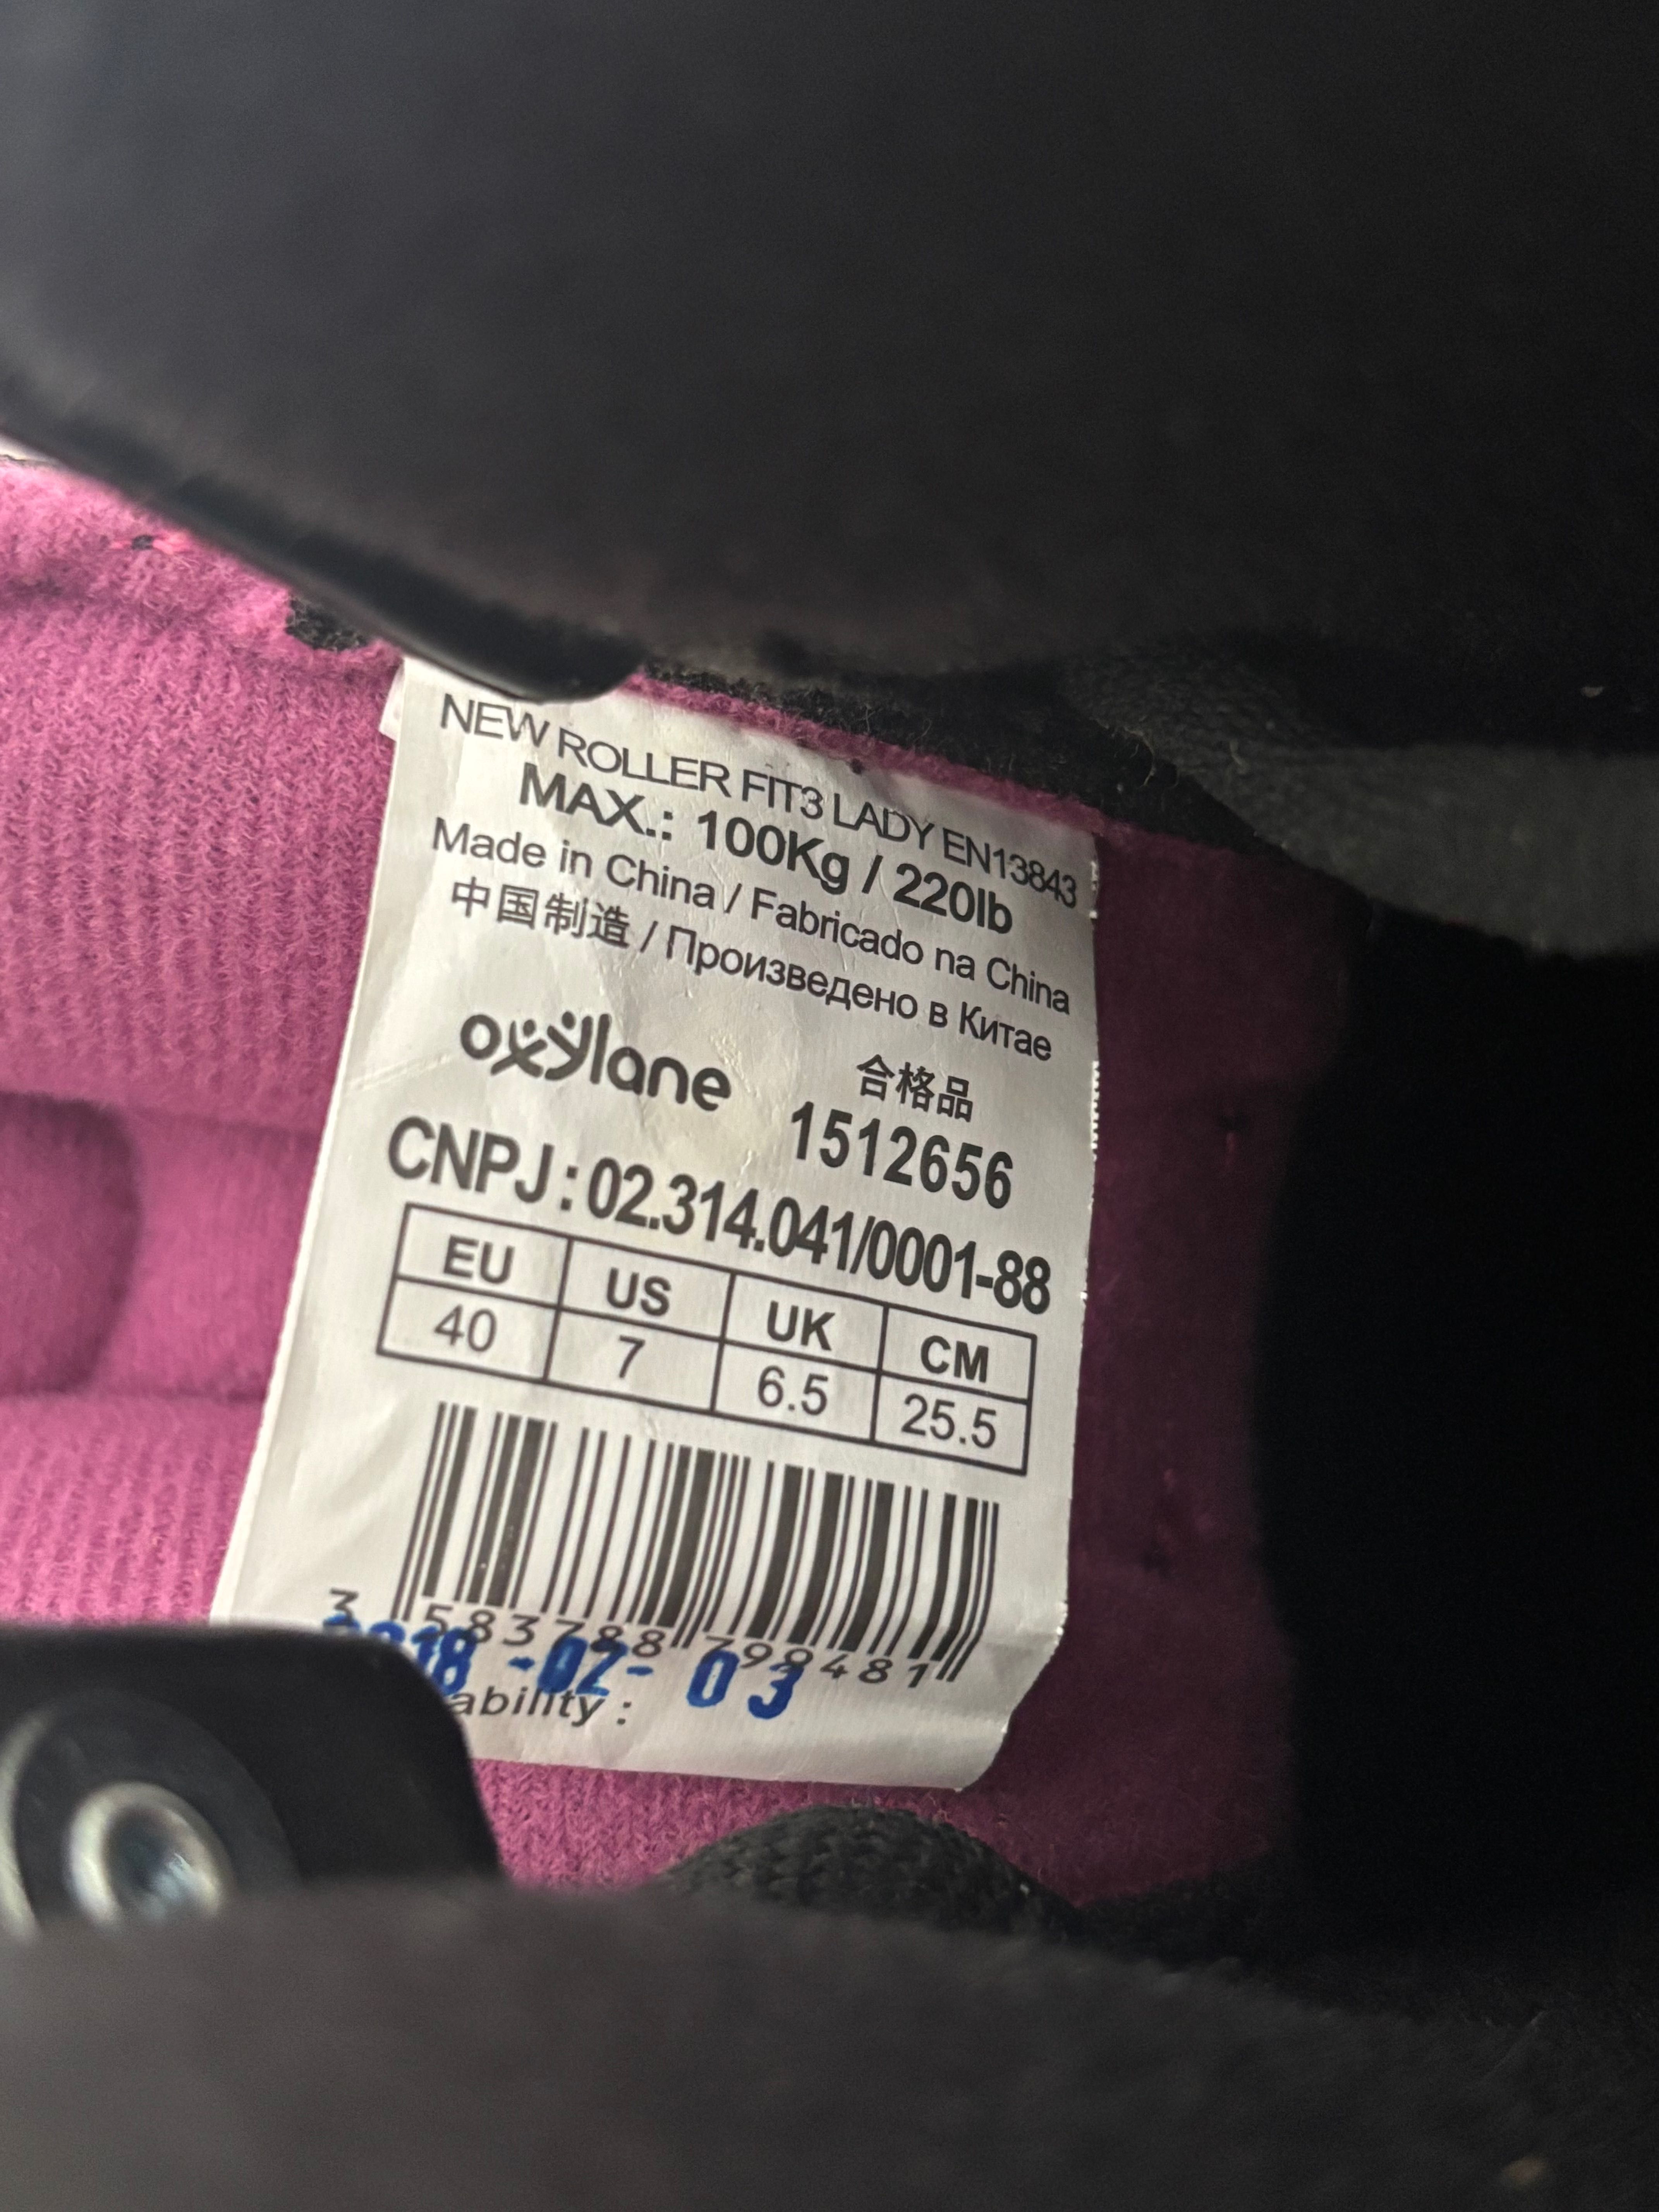 NEW ROLLER FIT3 LADY EN13843
MAX.: 100Kg / 220lb
Made in China / Fabricado na China
中国制造 / Произведено в Китае
oxylane
合格品
1512656
CNPJ : 02.314.041/0001-88
EU US UK CM
40 7 6.5 25.5
3 583788 798481
-02- 03
: